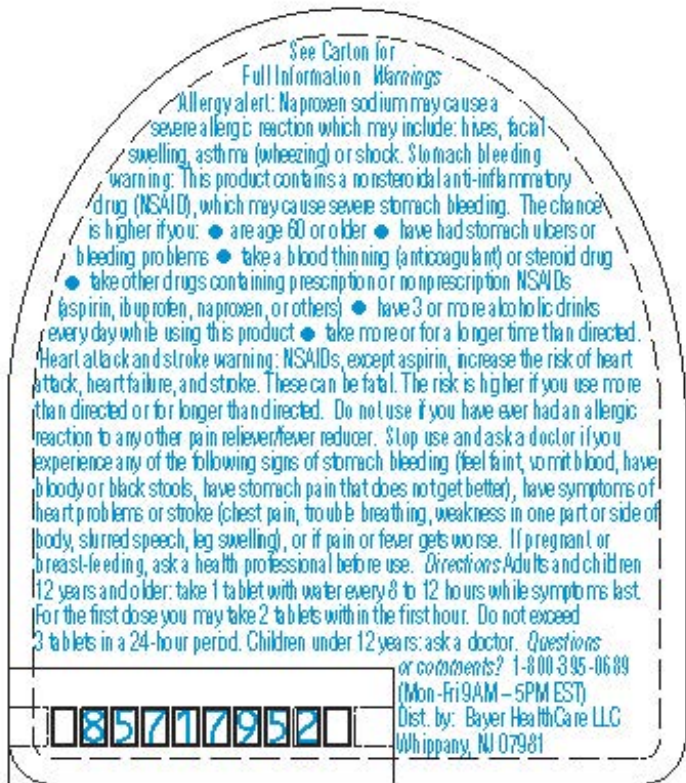 See Carton for
Full Information Warnings
Allergy alert: Naproxen sodium may cause a
severe allergic reaction which may include: hives, facial
swelling, asthma (wheezing) or shock. Stomach bleeding
warning: This product contains a nonsteroidal anti-inflammatory
drug (NSAID), which may cause severe stomach bleeding. The chance
is higher if you: ● are age 60 or older ● have had stomach ulcers or
bleeding problems ● take a blood thinning (anticoagulant) or steroid drug
● take other drugs containing prescription or nonprescription NSAIDs
(aspirin, ibuprofen, naproxen, or others) ● have 3 or more alcoholic drinks
every day while using this product ● take more or for a longer time than directed.
Heart attack and stroke warning: NSAIDs, except aspirin, increase the risk of heart
attack, heart failure, and stroke. These can be fatal. The risk is higher if you use more
than directed or for longer than directed. Do not use if you have ever had an allergic
reaction to any other pain reliever/fever reducer. Stop use and ask a doctor if you
experience any of the following signs of stomach bleeding (feel faint, vomit blood, have
bloody or black stools, have stomach pain that does not get better), have symptoms of
heart problems or stroke (chest pain, trouble breathing, weakness in one part or side of
body, slurred speech, leg swelling), or if pain or fever gets worse. If pregnant or
breast-feeding, ask a health professional before use. Directions Adults and children
12 years and older: take 1 tablet with water every 8 to 12 hours while symptoms last.
For the first dose you may take 2 tablets within the first hour. Do not exceed
3 tablets in a 24-hour period. Children under 12 years: ask a doctor. Questions
or comments? 1-800-395-0689
(Mon-Fri 9AM – 5PM EST)
Dist. by: Bayer HealthCare LLC
Whippany, NJ 07981
85717952